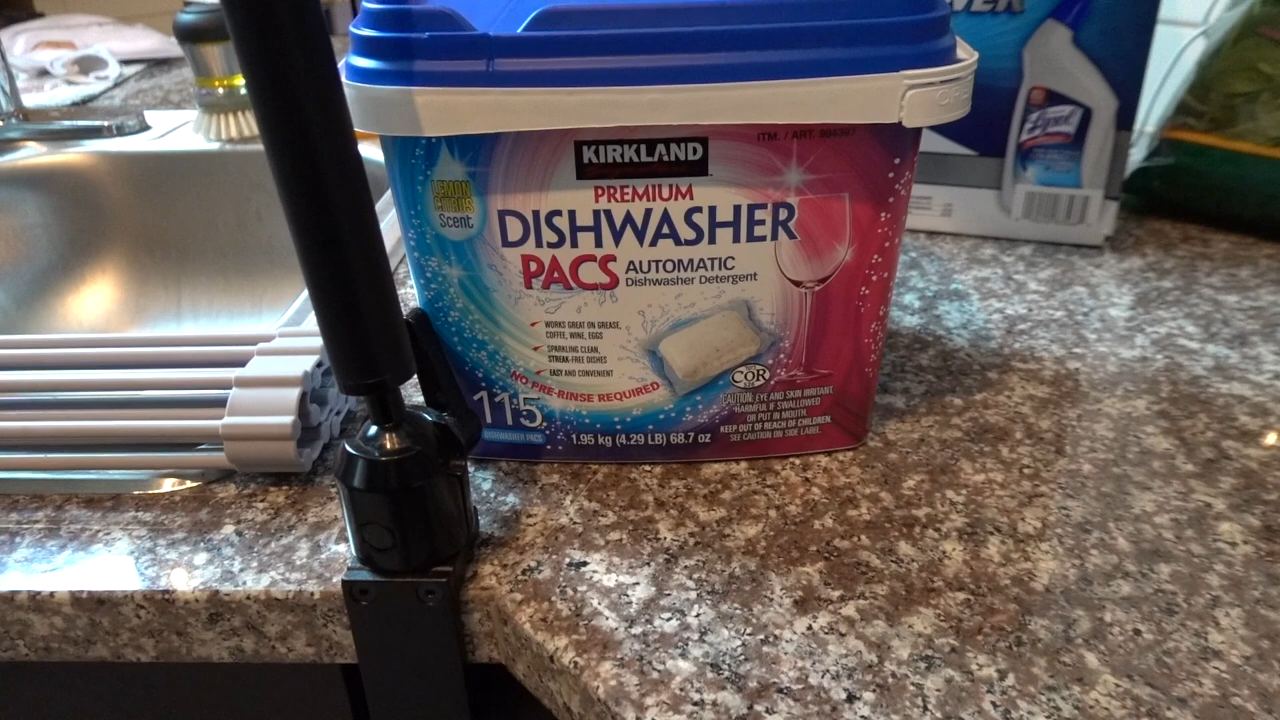 KIRKLAND
ITM. / ART.
PREMIUM
DISHWASHER
PACS
AUTOMATIC
Dishwasher Detergent
LEMON
CITRUS
Scent
WORKS GREAT ON GREASE,
COFFEE, WINE, EGGS
SPARKLING CLEAN,
STREAK-FREE DISHES
EASY AND CONVENIENT
NO PRE-RINSE REQUIRED
115
DISHWASHER PACS
1.95 kg (4.29 LB) 68.7 oz
COR
CAUTION: EYE AND SKIN IRRITANT.
HARMFUL IF SWALLOWED
OR PUT IN MOUTH.
KEEP OUT OF REACH OF CHILDREN.
SEE CAUTION ON SIDE LABEL.
Lysol